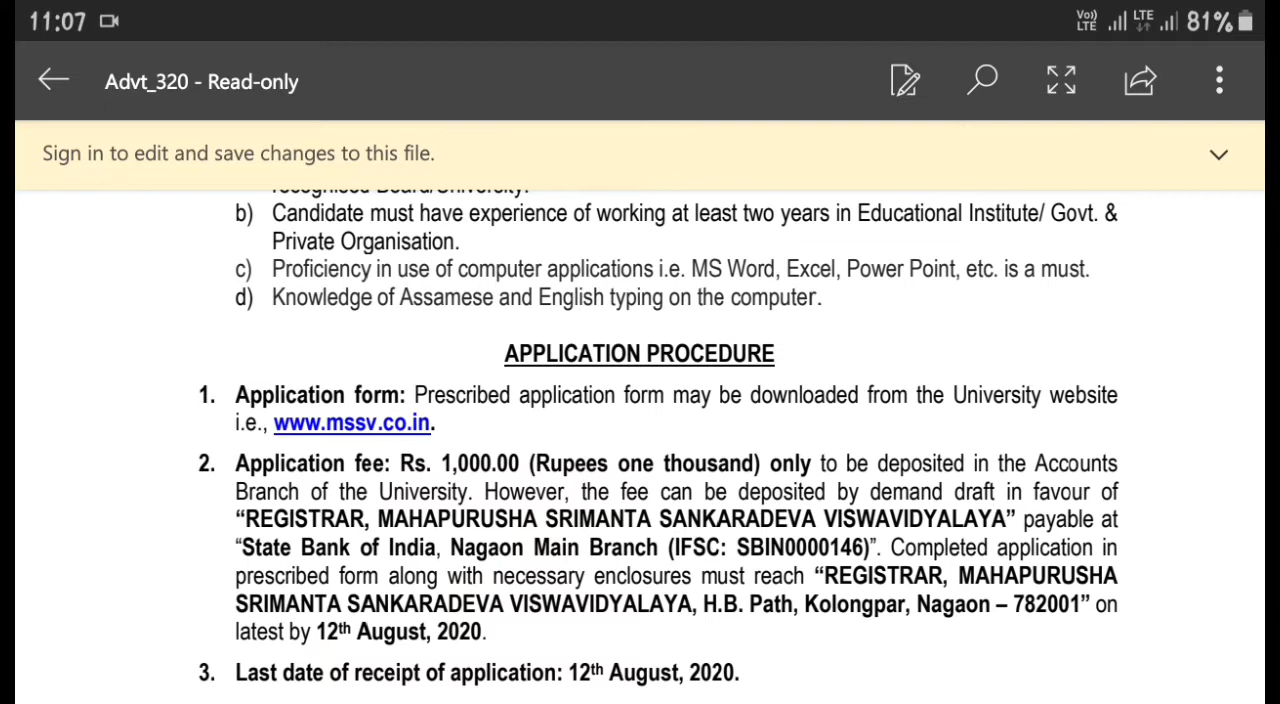 11:07
Vo)) LTE LTE 81%
Advt_320 - Read-only
Sign in to edit and save changes to this file.
recognised Board/University.
b) Candidate must have experience of working at least two years in Educational Institute/ Govt. &
Private Organisation.
c) Proficiency in use of computer applications i.e. MS Word, Excel, Power Point, etc. is a must.
d) Knowledge of Assamese and English typing on the computer.
APPLICATION PROCEDURE
1. Application form: Prescribed application form may be downloaded from the University website
i.e., www.mssv.co.in.
2. Application fee: Rs. 1,000.00 (Rupees one thousand) only to be deposited in the Accounts
Branch of the University. However, the fee can be deposited by demand draft in favour of
“REGISTRAR, MAHAPURUSHA SRIMANTA SANKARADEVA VISWAVIDYALAYA” payable at
“State Bank of India, Nagaon Main Branch (IFSC: SBIN0000146)”. Completed application in
prescribed form along with necessary enclosures must reach “REGISTRAR, MAHAPURUSHA
SRIMANTA SANKARADEVA VISWAVIDYALAYA, H.B. Path, Kolongpar, Nagaon – 782001” on
latest by 12th August, 2020.
3. Last date of receipt of application: 12th August, 2020.